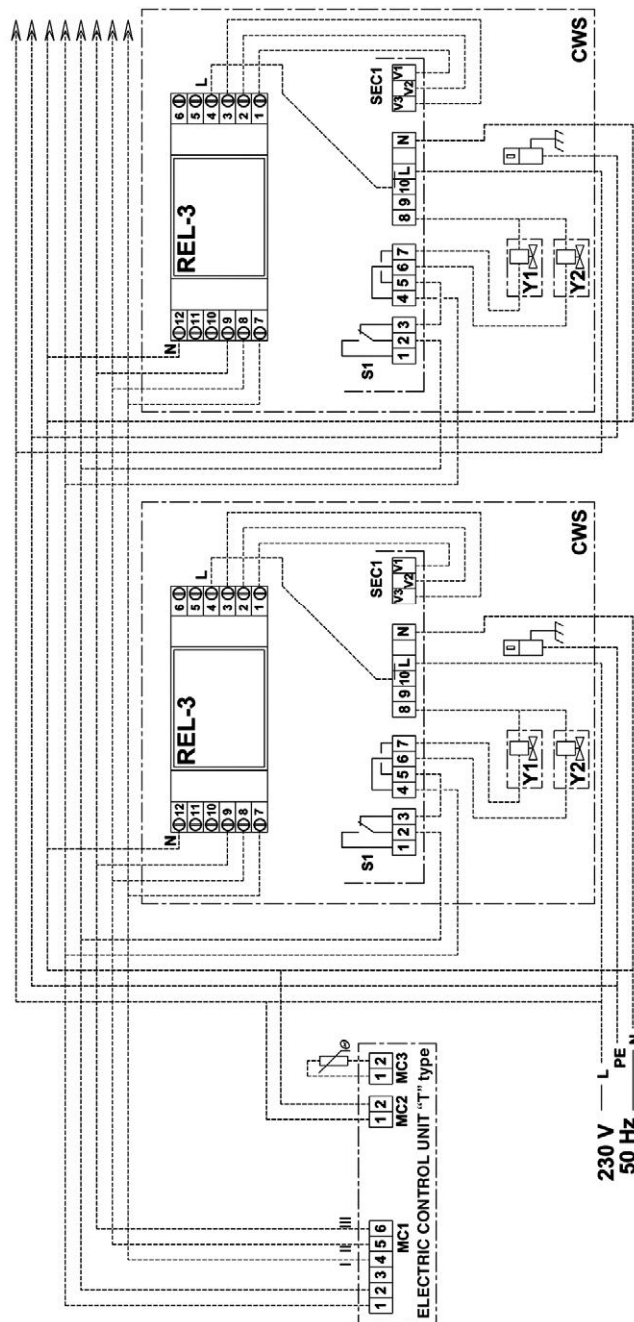 CWS
L
6 5 4 3 2 1
REL-3
12 11 10 9 8 7
N
SEC1
V3 V2 V1
8 9 10 L N
4 5 6 7
1 2 3
S1
Y1
Y2
CWS
L
6 5 4 3 2 1
REL-3
12 11 10 9 8 7
N
SEC1
V3 V2 V1
8 9 10 L N
4 5 6 7
1 2 3
S1
Y1
Y2
I II III
1 2 3 4 5 6
MC1
1 2
MC2
1 2
MC3
ELECTRIC CONTROL UNIT "T" type
230 V
50 Hz
L
PE
N